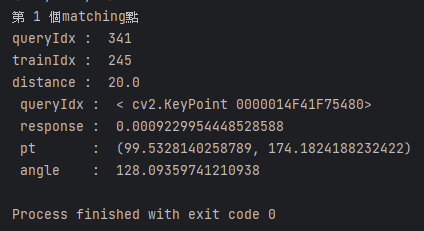 第 1 個matching點
queryIdx :  341
trainIdx :  245
distance :  20.0
 queryIdx :  < cv2.KeyPoint 0000014F41F75480>
 response :  0.0009229954448528588
 pt       :  (99.5328140258789, 174.1824188232422)
 angle    :  128.09359741210938

Process finished with exit code 0